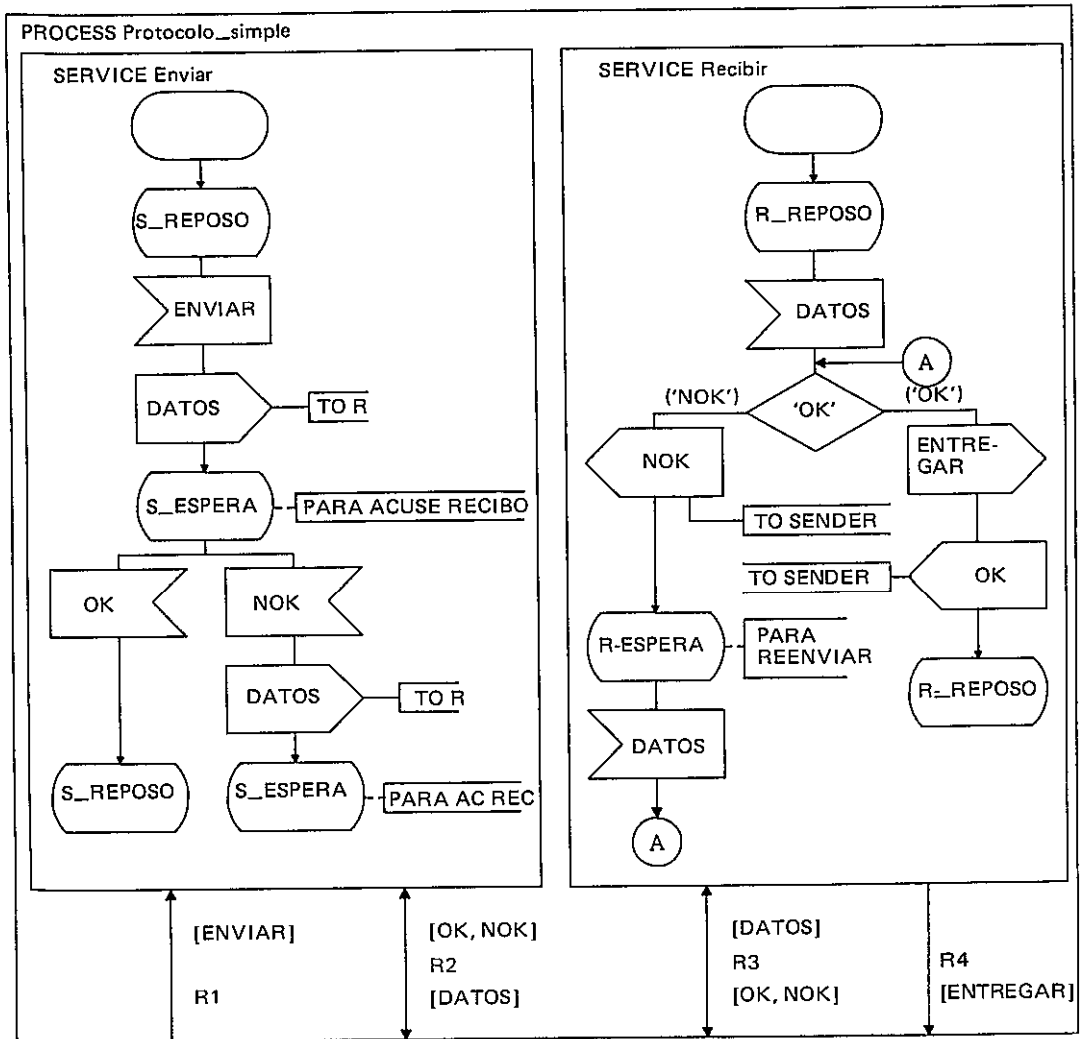 PROCESS Protocolo_simple
SERVICE Enviar
S_REPOSO
ENVIAR
DATOS
TO R
S_ESPERA
PARA ACUSE RECIBO
OK
NOK
DATOS
TO R
S_REPOSO
S_ESPERA
PARA AC REC
SERVICE Recibir
R_REPOSO
DATOS
A
('NOK')
'OK'
('OK')
NOK
ENTRE-
GAR
TO SENDER
TO SENDER
OK
R-ESPERA
PARA
REENVIAR
R_REPOSO
DATOS
A
[ENVIAR]
R1
[OK, NOK]
R2
[DATOS]
[DATOS]
R3
[OK, NOK]
R4
[ENTREGAR]